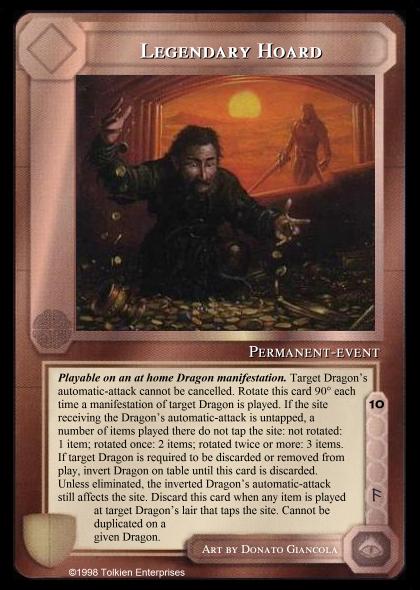 Legendary Hoard
Permanent-event
Playable on an at home Dragon manifestation. Target Dragon's
automatic-attack cannot be cancelled. Rotate this card 90° each
time a manifestation of target Dragon is played. If the site
receiving the Dragon's automatic-attack is untapped, a
number of items played there do not tap the site: not rotated:
1 item; rotated once: 2 items; rotated twice or more: 3 items.
If target Dragon is required to be discarded or removed from
play, invert Dragon on table until this card is discarded.
Unless eliminated, the inverted Dragon's automatic-attack
still affects the site. Discard this card when any item is played
at target Dragon's lair that taps the site. Cannot be
duplicated on a
given Dragon.
10
Art by Donato Giancola
©1998 Tolkien Enterprises